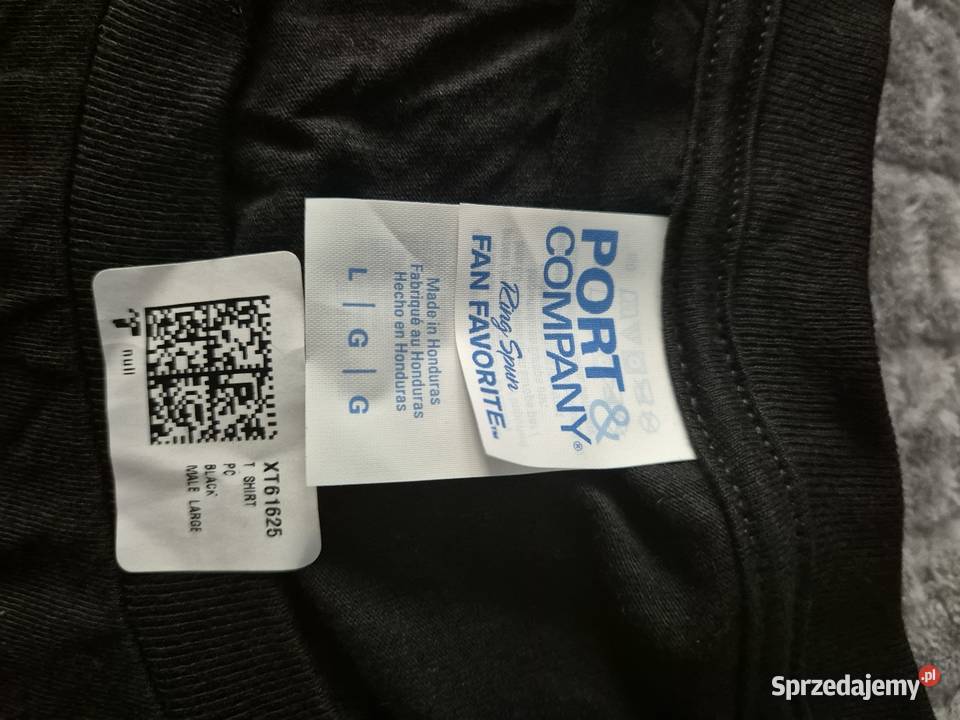 PORT &
COMPANY®
Ring Spun
FAN FAVORITE™
Made in Honduras
Fabriqué au Honduras
Hecho en Honduras
L | G | G
XT61625
T SHIRT
PC
BLACK
MALE LARGE
null
Sprzedajemy.pl